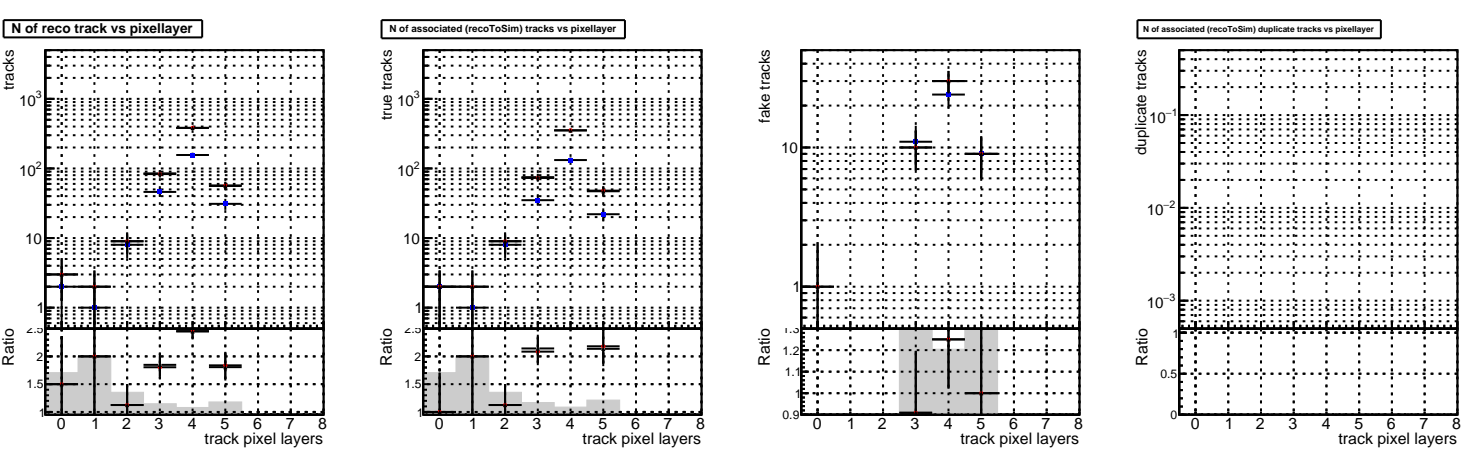 N of reco track vs pixellayer
tracks
10³
10²
10
1
Ratio
2.5
2
1.5
1
0 1 2 3 4 5 6 7 8
track pixel layers
N of associated (recoToSim) tracks vs pixellayer
true tracks
10³
10²
10
1
Ratio
2.5
2
1.5
1
0 1 2 3 4 5 6 7 8
track pixel layers
fake tracks
10
1
Ratio
1.3
1.2
1.1
1
0.9
0 1 2 3 4 5 6 7 8
track pixel layers
N of associated (recoToSim) duplicate tracks vs pixellayer
duplicate tracks
10⁻¹
10⁻²
10⁻³
Ratio
1
0.5
0
0 1 2 3 4 5 6 7 8
track pixel layers